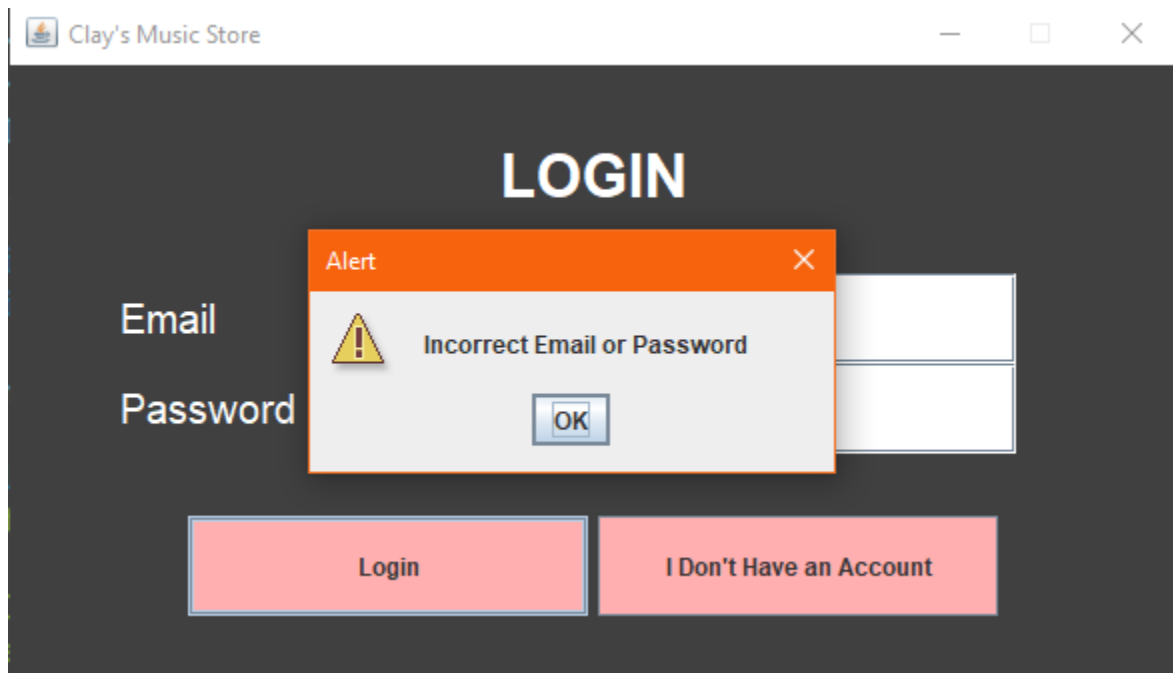 Clay's Music Store
LOGIN
Alert
Incorrect Email or Password
OK
Email
Password
Login
I Don't Have an Account